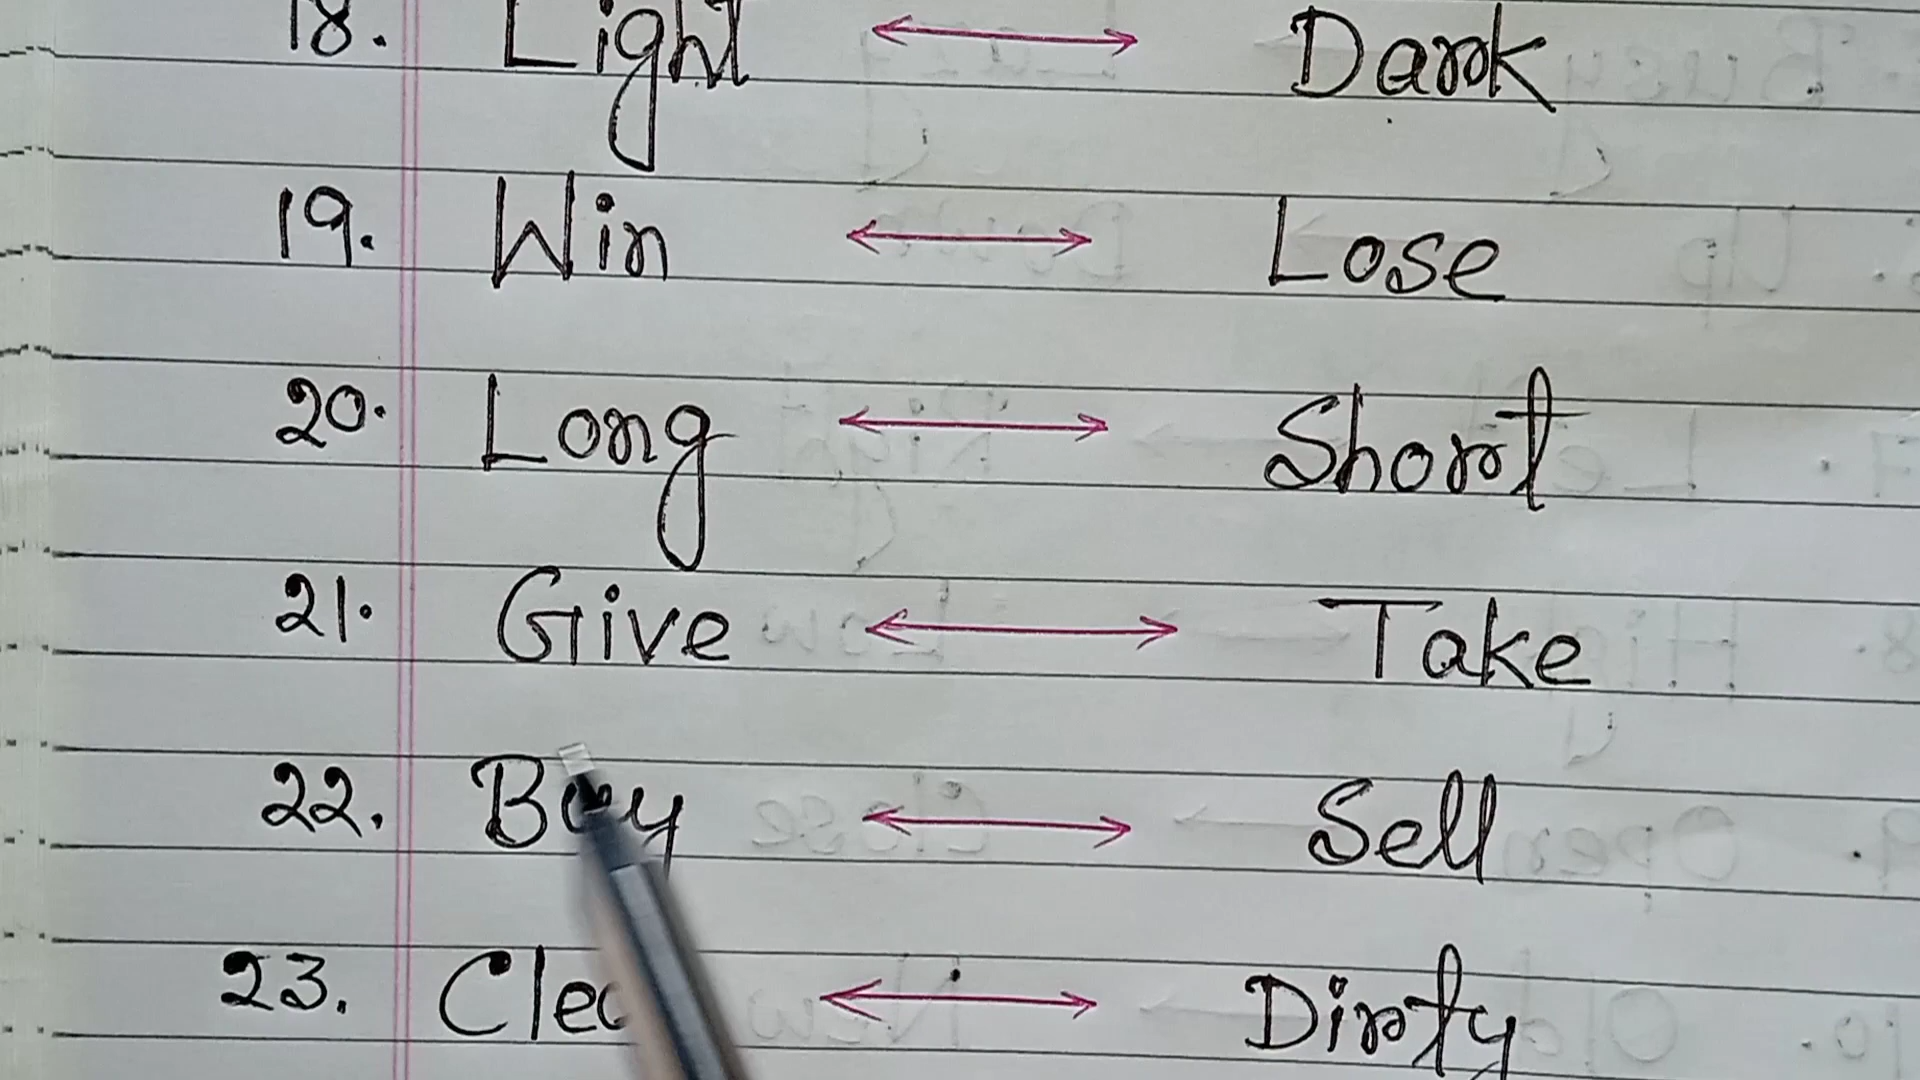 18. Light ↔ Dark
19. Win ↔ Lose
20. Long ↔ Short
21. Give ↔ Take
22. Buy ↔ Sell
23. ↔ Dirty